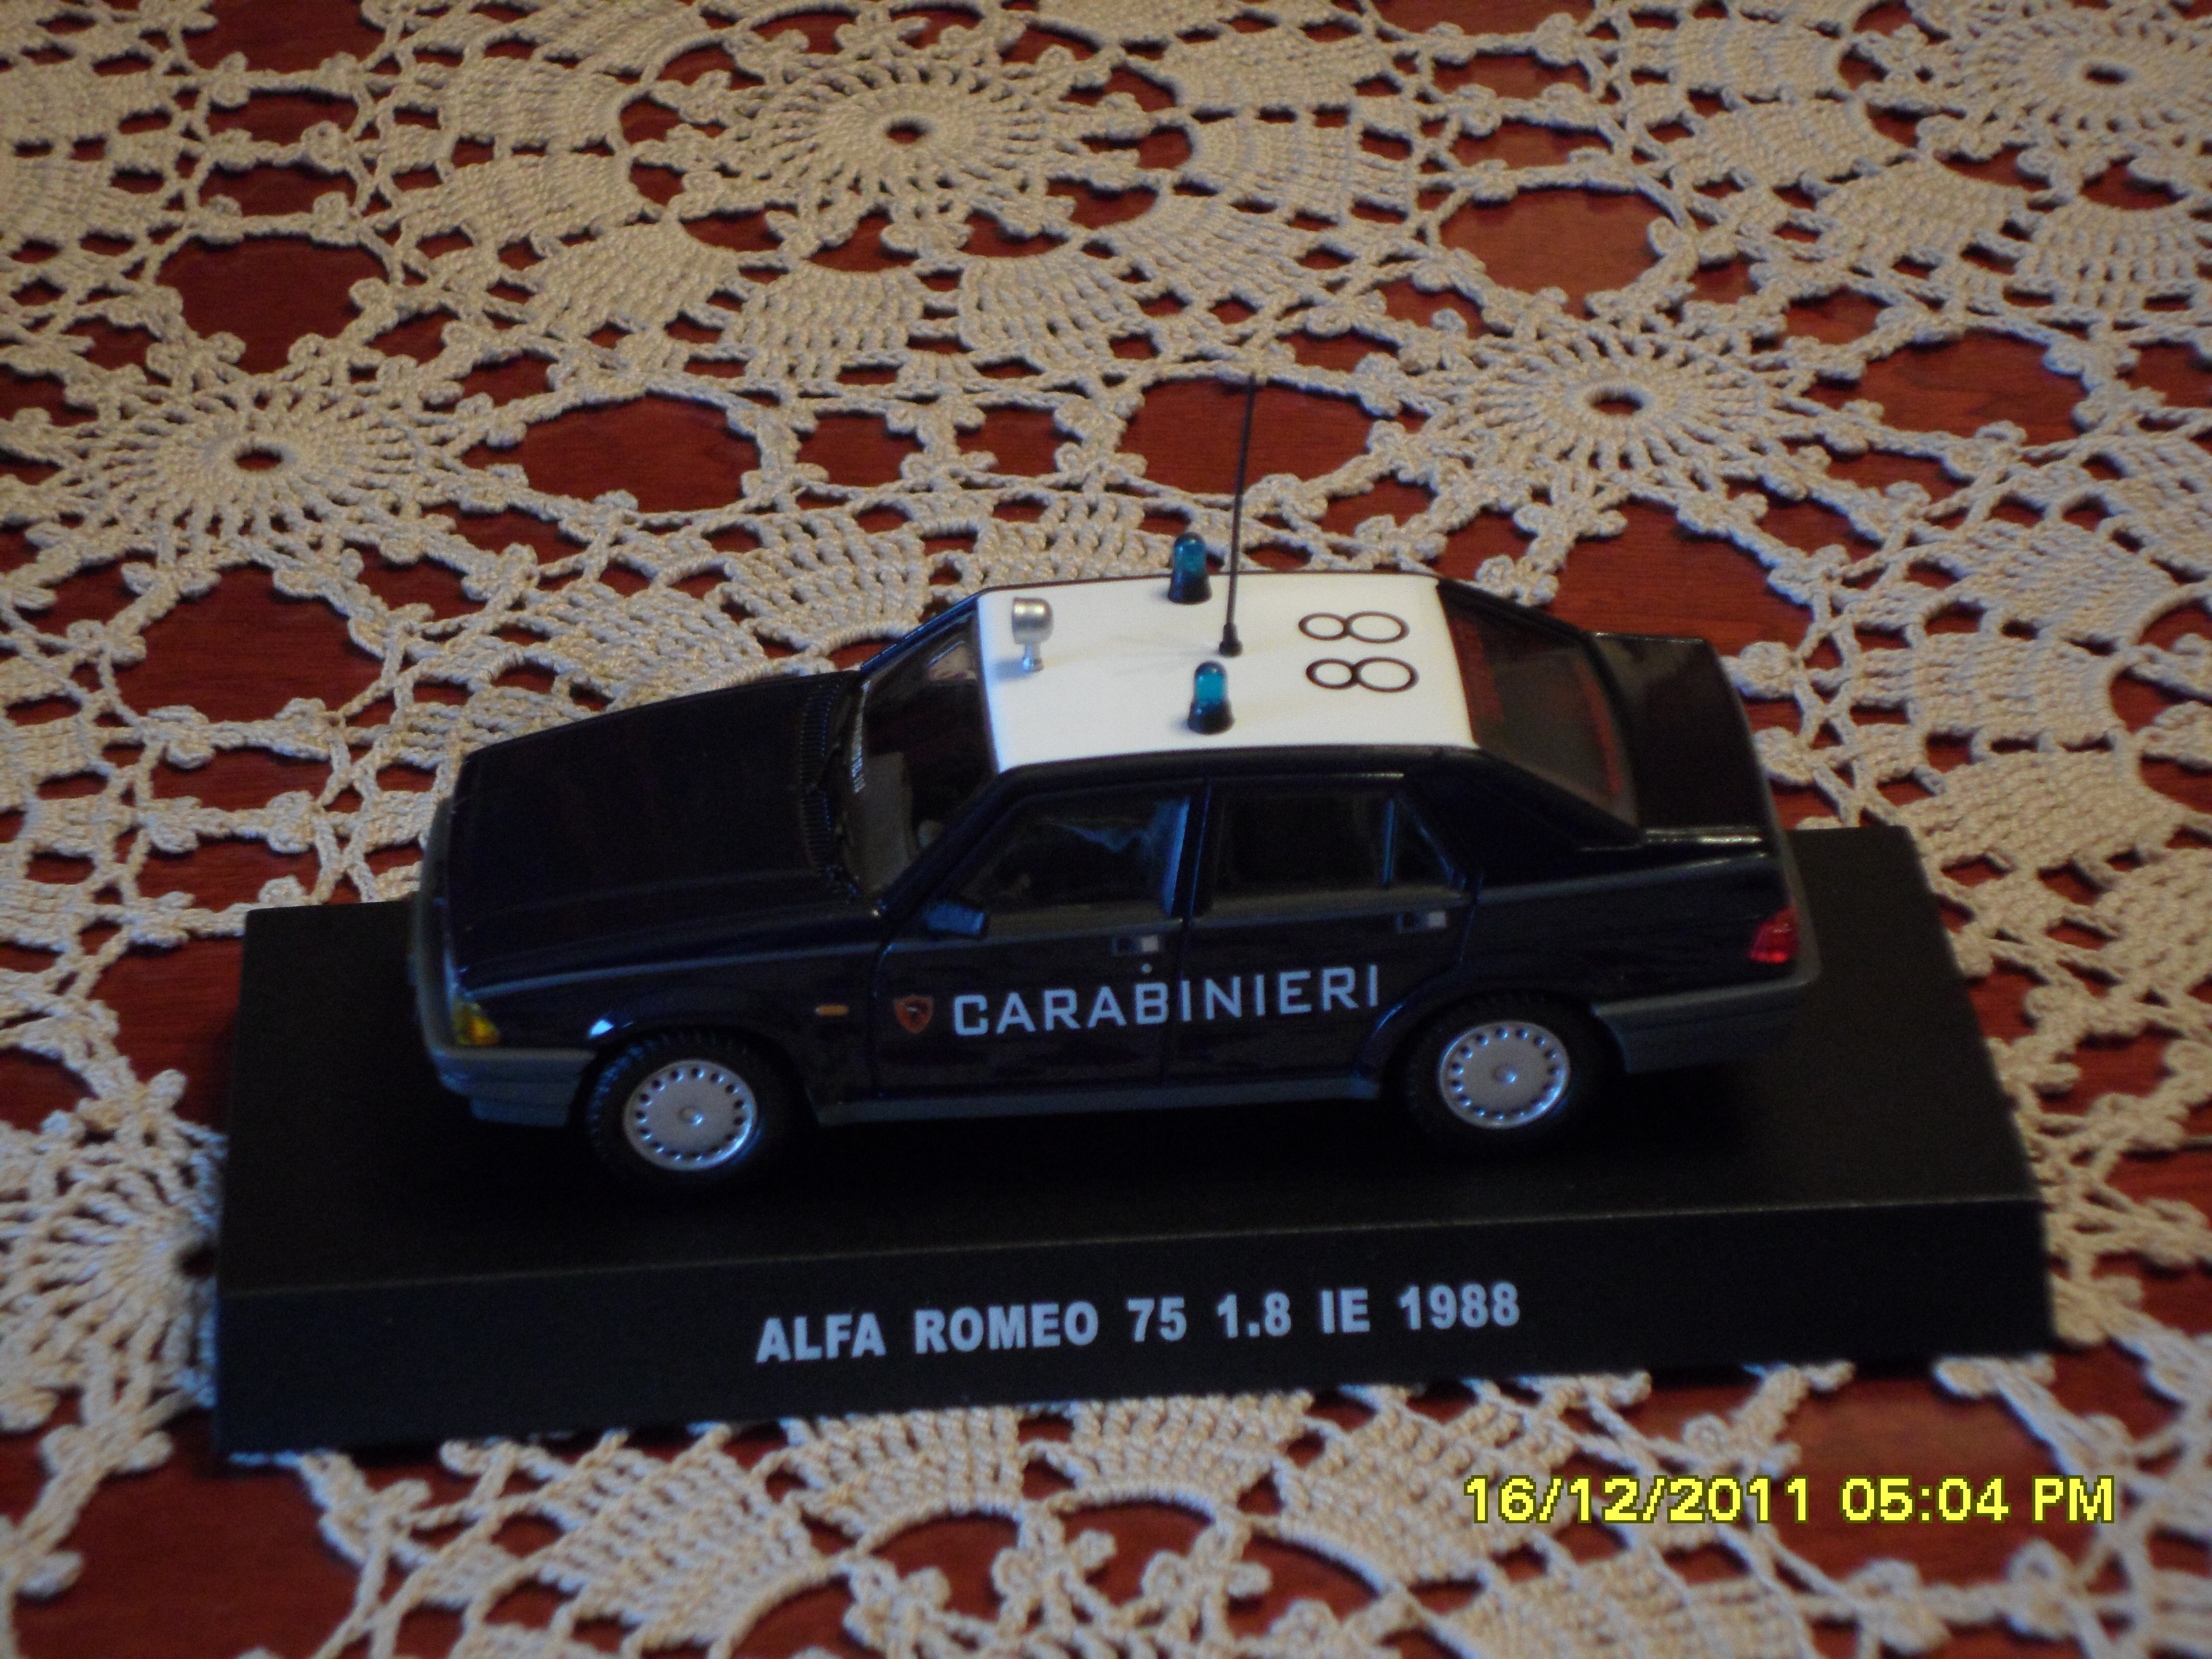 88
CARABINIERI
ALFA ROMEO 75 1.8 IE 1988
16/12/2011 05:04 PM